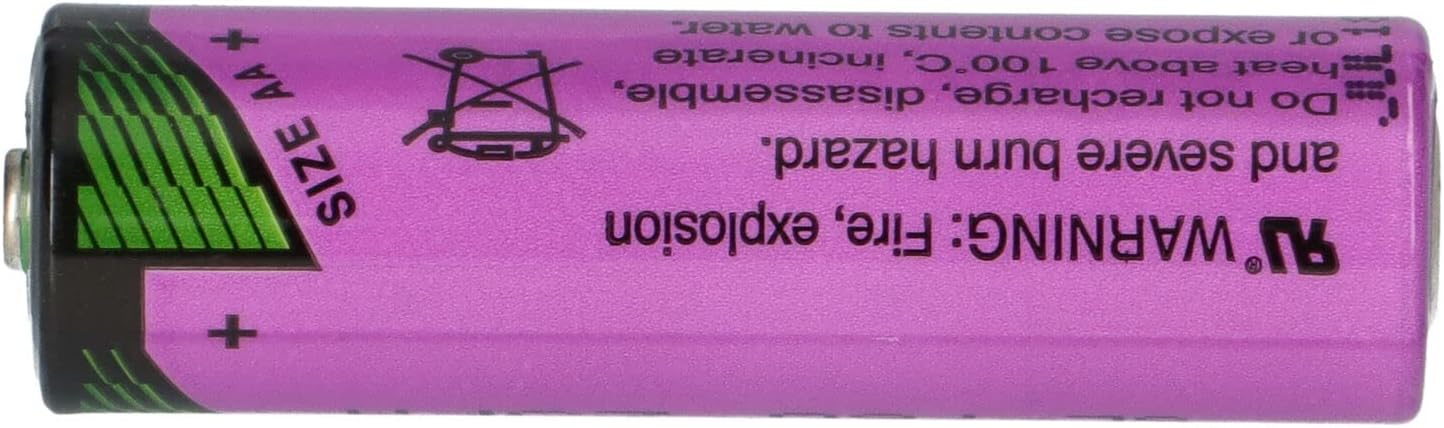 WARNING: Fire, explosion
and severe burn hazard.
Do not recharge, disassemble,
heat above 100°C, incinerate
or expose contents to water.
SIZE AA +
+